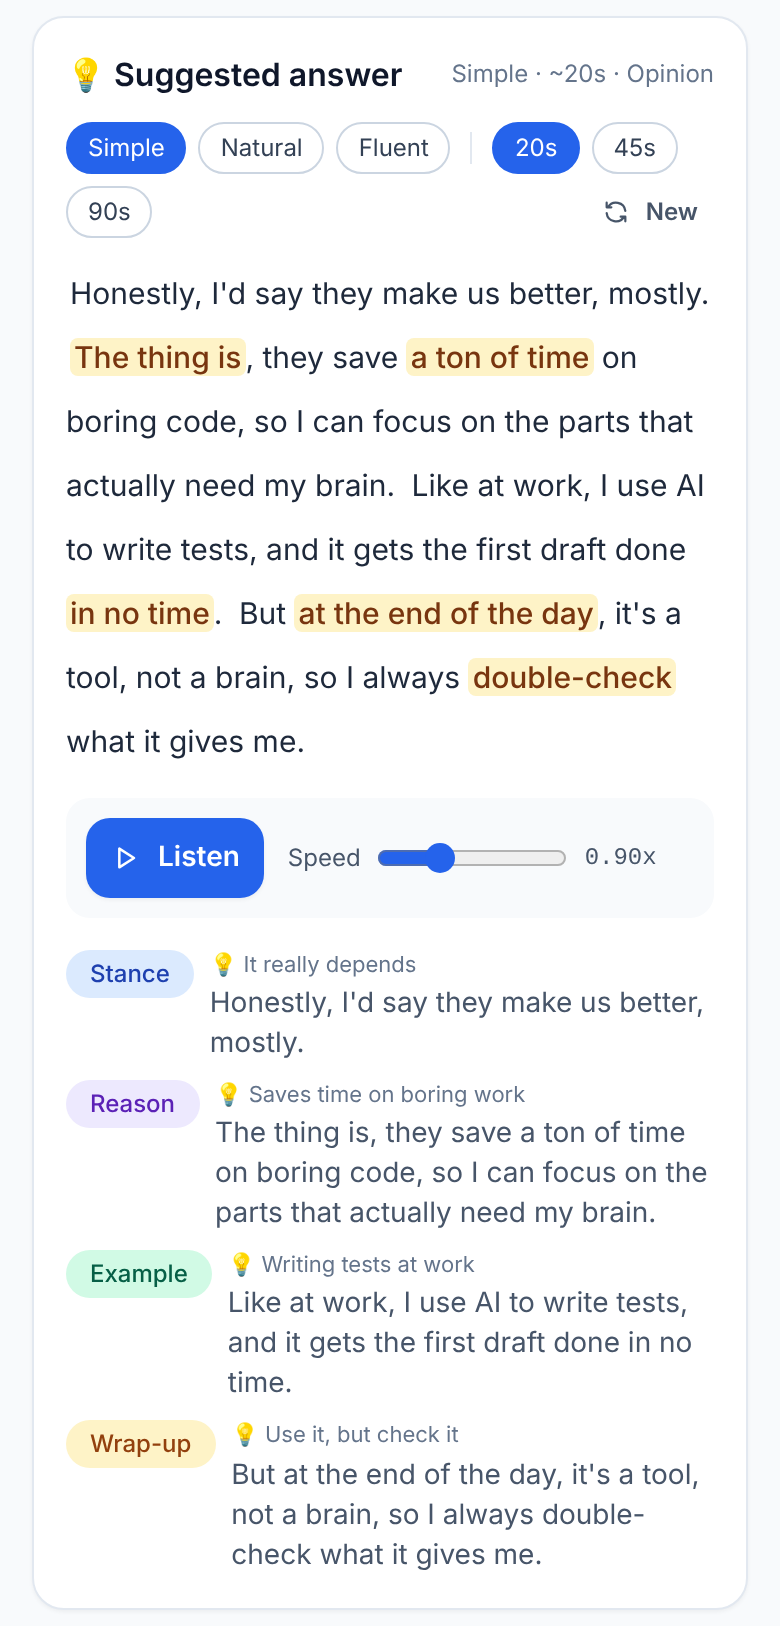 💡 Suggested answer
Simple · ~20s · Opinion
Simple
Natural
Fluent
20s
45s
90s
New
Honestly, I'd say they make us better, mostly.
The thing is, they save a ton of time on
boring code, so I can focus on the parts that
actually need my brain. Like at work, I use AI
to write tests, and it gets the first draft done
in no time. But at the end of the day, it's a
tool, not a brain, so I always double-check
what it gives me.
Listen
Speed
0.90x
Stance
💡 It really depends
Honestly, I'd say they make us better,
mostly.
Reason
💡 Saves time on boring work
The thing is, they save a ton of time
on boring code, so I can focus on the
parts that actually need my brain.
Example
💡 Writing tests at work
Like at work, I use AI to write tests,
and it gets the first draft done in no
time.
Wrap-up
💡 Use it, but check it
But at the end of the day, it's a tool,
not a brain, so I always double-
check what it gives me.